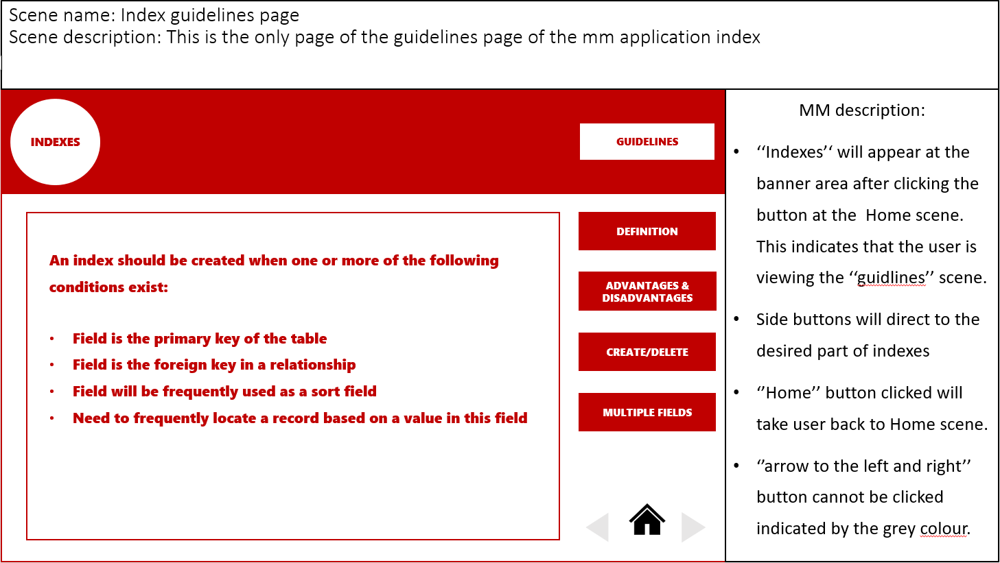 Scene name: Index guidelines page
Scene description: This is the only page of the guidelines page of the mm application index
INDEXES
GUIDELINES
An index should be created when one or more of the following
conditions exist:
• Field is the primary key of the table
• Field is the foreign key in a relationship
• Field will be frequently used as a sort field
• Need to frequently locate a record based on a value in this field
DEFINITION
ADVANTAGES &
DISADVANTAGES
CREATE/DELETE
MULTIPLE FIELDS
MM description:
• ‘‘Indexes’‘ will appear at the
banner area after clicking the
button at the  Home scene.
This indicates that the user is
viewing the ‘‘guidlines’’ scene.
• Side buttons will direct to the
desired part of indexes
• ‘’Home’’ button clicked will
take user back to Home scene.
• ‘’arrow to the left and right’’
button cannot be clicked
indicated by the grey colour.